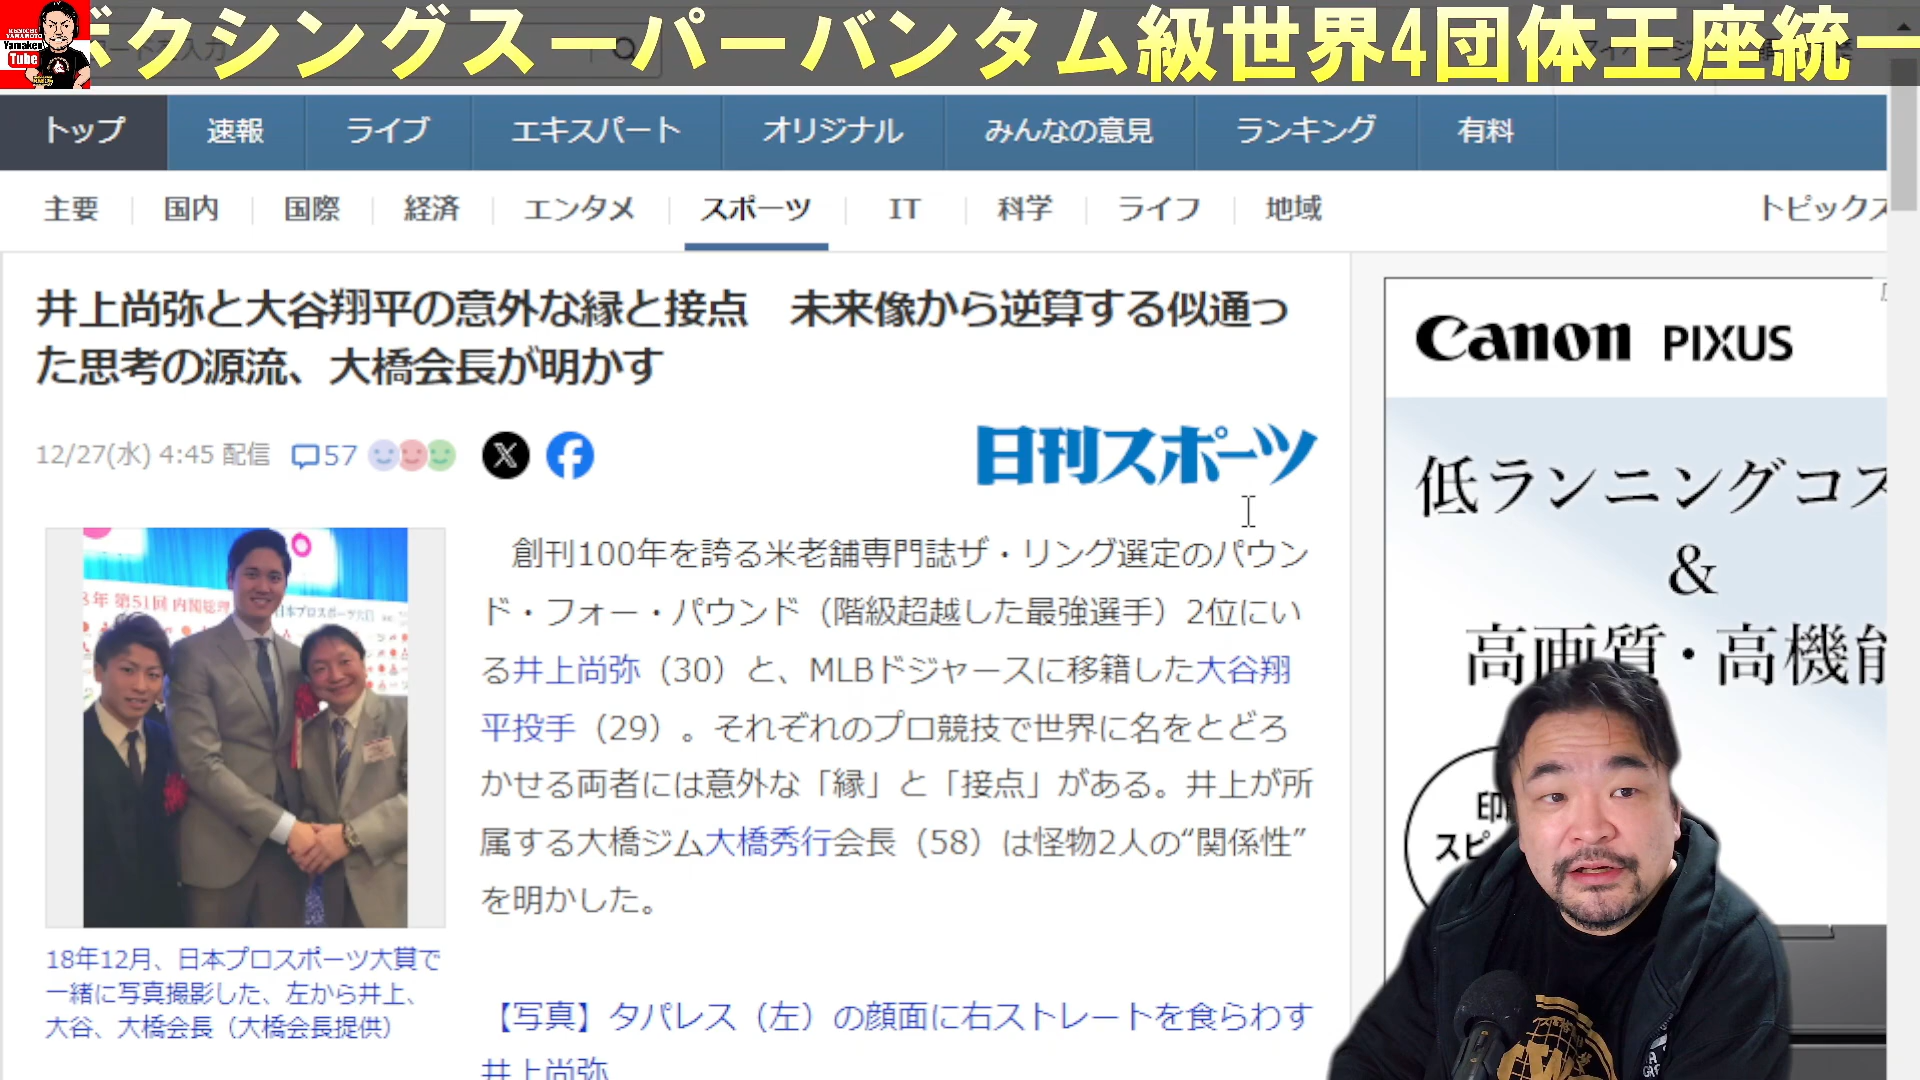 ボクシングスーパーバンタム級世界4団体王座統一
Yamaken
Tube
トップ 速報 ライブ エキスパート オリジナル みんなの意見 ランキング 有料
主要 国内 国際 経済 エンタメ スポーツ IT 科学 ライフ 地域 トピックス
井上尚弥と大谷翔平の意外な縁と接点 未来像から逆算する似通っ
た思考の源流、大橋会長が明かす
12/27(水) 4:45 配信 57
日刊スポーツ
創刊100年を誇る米老舗専門誌ザ・リング選定のパウン
ド・フォー・パウンド（階級超越した最強選手）2位にい
る井上尚弥（30）と、MLBドジャースに移籍した大谷翔
平投手（29）。それぞれのプロ競技で世界に名をとどろ
かせる両者には意外な「縁」と「接点」がある。井上が所
属する大橋ジム大橋秀行会長（58）は怪物2人の“関係性”
を明かした。
【写真】タパレス（左）の顔面に右ストレートを食らわす
井上尚弥
18年12月、日本プロスポーツ大賞で
一緒に写真撮影した、左から井上、
大谷、大橋会長（大橋会長提供）
Canon PIXUS
低ランニングコス
&
高画質・高機能
印
スピ